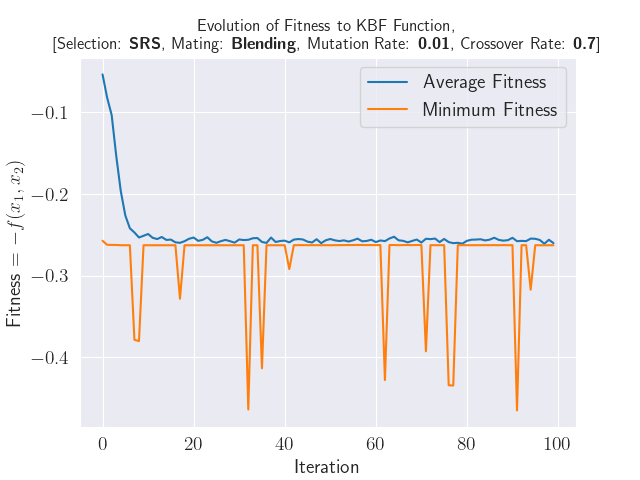 Evolution of Fitness to KBF Function,
[Selection: SRS, Mating: Blending, Mutation Rate: 0.01, Crossover Rate: 0.7]
Average Fitness
Minimum Fitness
Fitness = −f(x₁, x₂)
−0.1
−0.2
−0.3
−0.4
0 20 40 60 80 100
Iteration